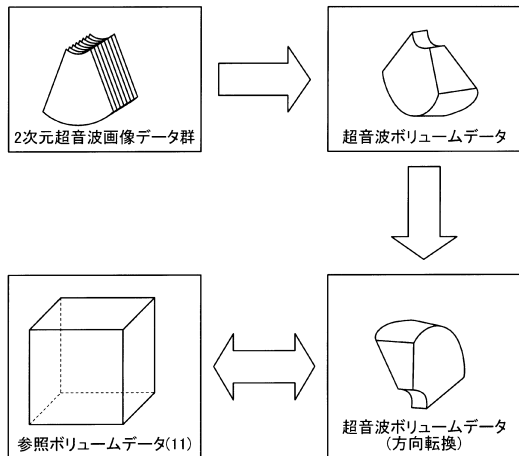 2次元超音波画像データ群
超音波ボリュームデータ
参照ボリュームデータ(11)
超音波ボリュームデータ
(方向転換)